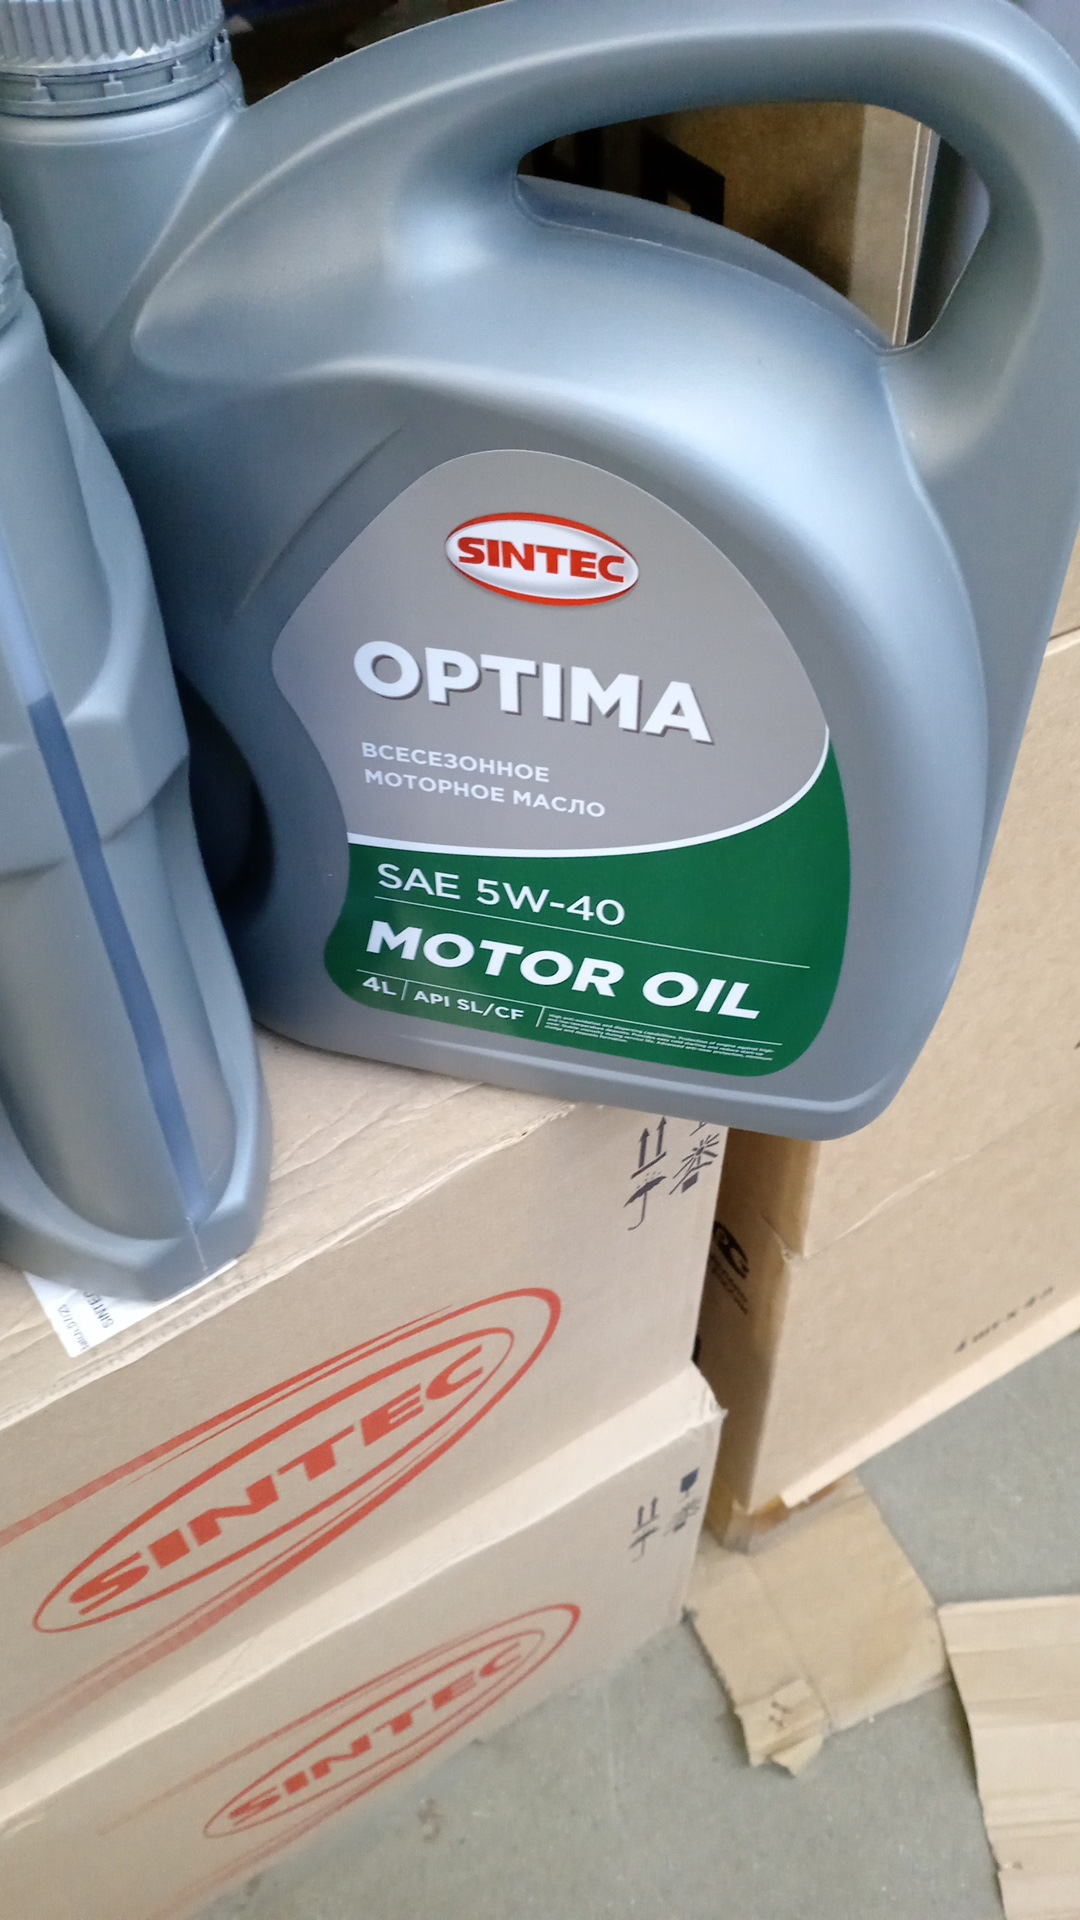 SINTEC
OPTIMA
ВСЕСЕЗОННОЕ
МОТОРНОЕ МАСЛО
SAE 5W-40
MOTOR OIL
4L
API SL/CF
SINTEC
SINTEC